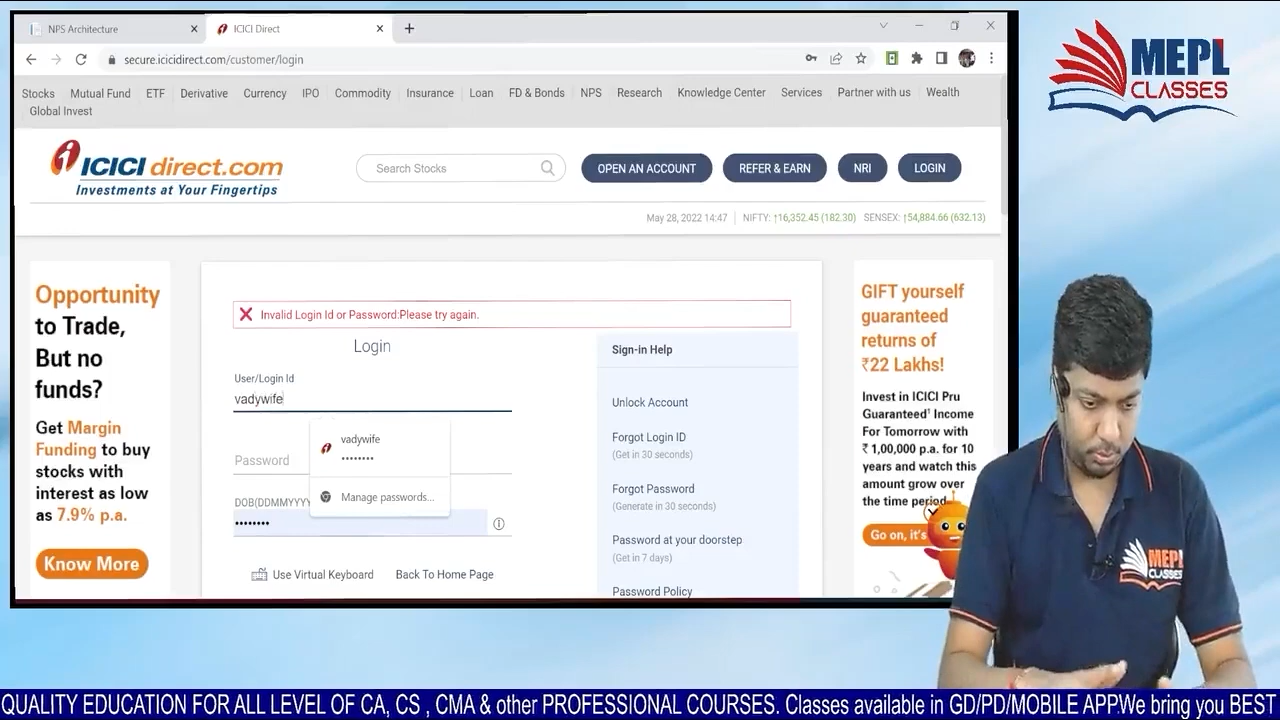 NPS Architecture
ICICI Direct
secure.icicidirect.com/customer/login
Stocks Mutual Fund ETF Derivative Currency IPO Commodity Insurance FD & Bonds NPS Research Knowledge Center Services Partner with us Wealth
Global Invest
ICICI direct.com
Investments at Your Fingertips
Search Stocks
OPEN AN ACCOUNT
REFER & EARN
NRI
LOGIN
May 28, 2022 14:47 NIFTY: ↑16,352.45 (182.30) SENSEX: ↑54,884.66 (632.13)
Opportunity
to Trade,
But no
funds?
Get Margin
Funding to buy
stocks with
interest as low
as 7.9% p.a.
Know More
Invalid Login Id or Password:Please try again.
Login
User/Login Id
vadywife
vadywife
••••••••
Password
Manage passwords...
DOB(DDMMYYYY
••••••••
Use Virtual Keyboard Back To Home Page
Sign-in Help
Unlock Account
Forgot Login ID
(Get in 30 seconds)
Forgot Password
(Generate in 30 seconds)
Password at your doorstep
(Get in 7 days)
Password Policy
GIFT yourself
guaranteed
returns of
₹22 Lakhs!
Invest in ICICI Pru
Guaranteed¹ Income
For Tomorrow with
₹ 1,00,000 p.a. for 10
years and watch this
amount grow over
the time period
Go on, it's
MEPL
CLASSES
MEPL
CLASSES
QUALITY EDUCATION FOR ALL LEVEL OF CA, CS , CMA & other PROFESSIONAL COURSES. Classes available in GD/PD/MOBILE APP.We bring you BEST